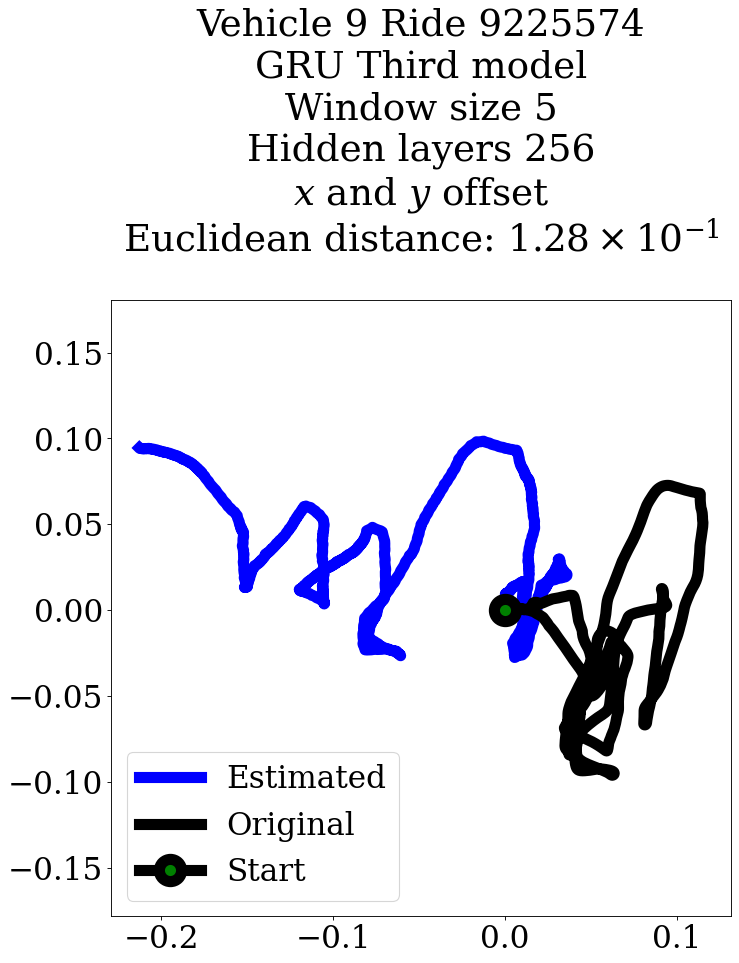 Vehicle 9 Ride 9225574
GRU Third model
Window size 5
Hidden layers 256
x and y offset
Euclidean distance: 1.28 × 10⁻¹
0.15
0.10
0.05
0.00
−0.05
−0.10
−0.15
Estimated
Original
Start
−0.2
−0.1
0.0
0.1